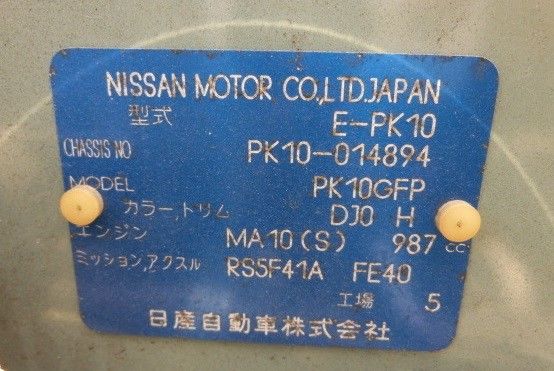 NISSAN MOTOR CO.,LTD.JAPAN
型式 E-PK10
CHASSIS NO PK10-014894
MODEL PK10GFP
カラー,トリム DJ0 H
エンジン MA10(S) 987 cc
ミッション,アクスル RS5F41A FE40
工場 5
日産自動車株式会社